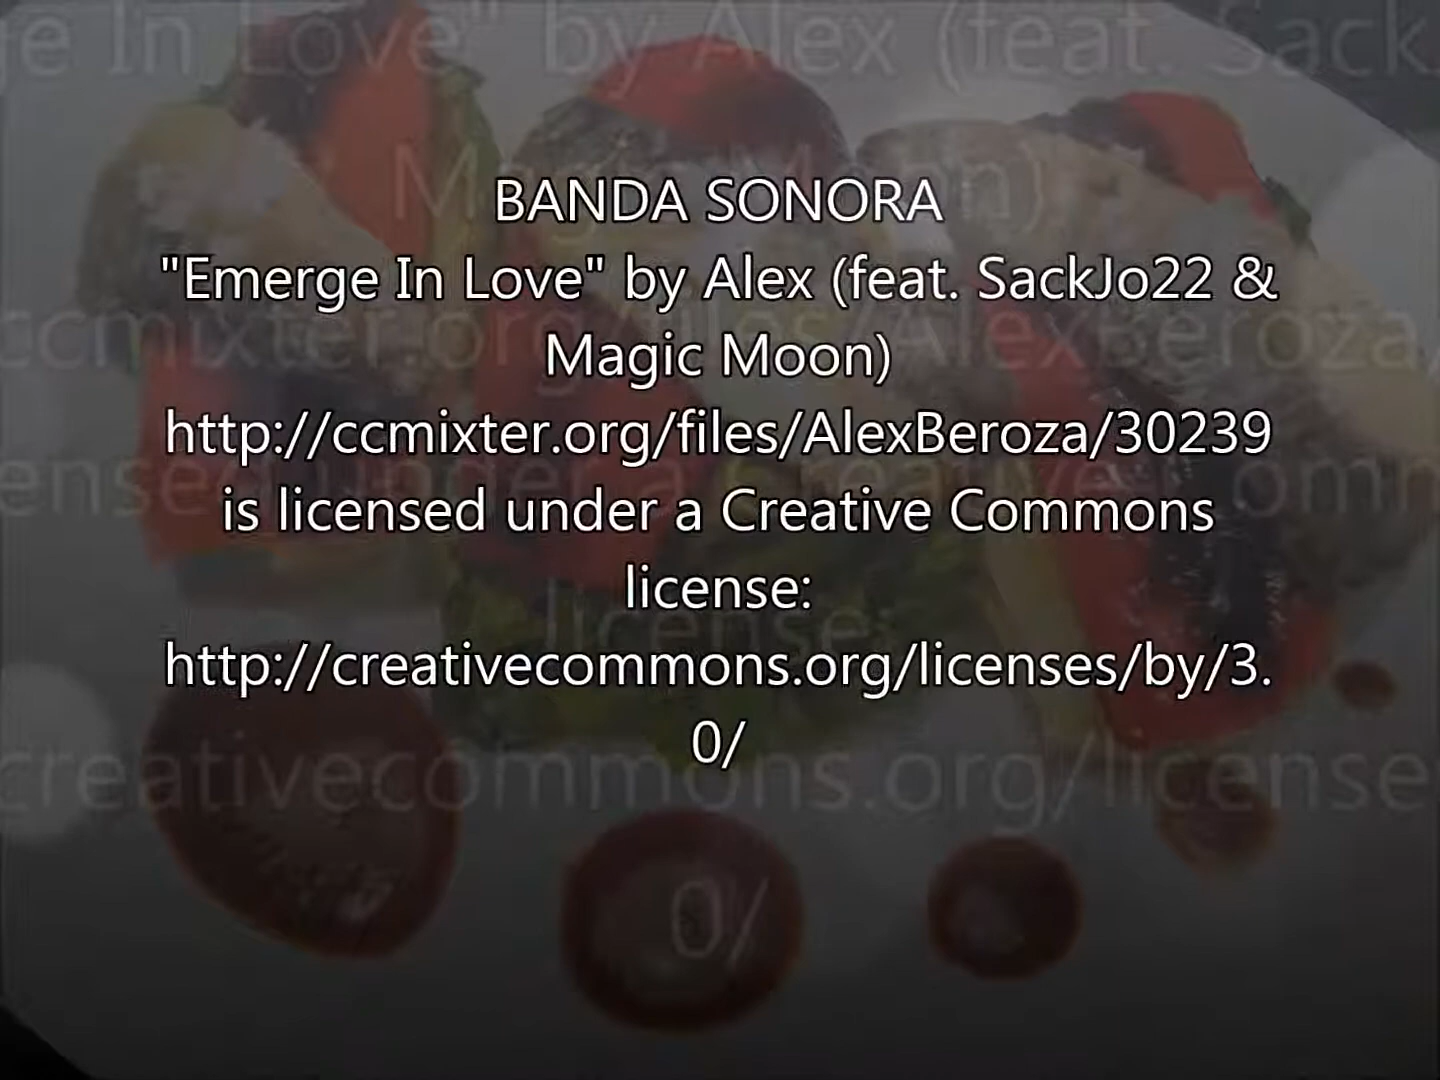 BANDA SONORA
"Emerge In Love" by Alex (feat. SackJo22 &
Magic Moon)
http://ccmixter.org/files/AlexBeroza/30239
is licensed under a Creative Commons
license:
http://creativecommons.org/licenses/by/3.
0/